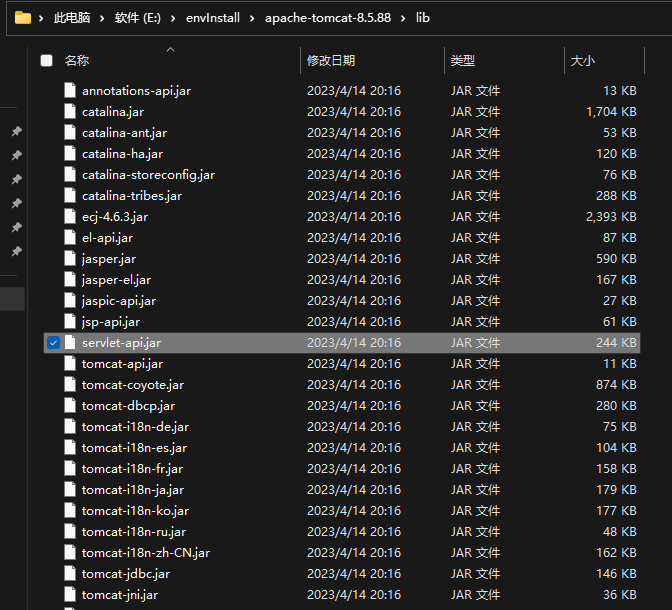 此电脑 > 软件 (E:) > envInstall > apache-tomcat-8.5.88 > lib
名称 修改日期 类型 大小
annotations-api.jar 2023/4/14 20:16 JAR 文件 13 KB
catalina.jar 2023/4/14 20:16 JAR 文件 1,704 KB
catalina-ant.jar 2023/4/14 20:16 JAR 文件 53 KB
catalina-ha.jar 2023/4/14 20:16 JAR 文件 120 KB
catalina-storeconfig.jar 2023/4/14 20:16 JAR 文件 76 KB
catalina-tribes.jar 2023/4/14 20:16 JAR 文件 288 KB
ecj-4.6.3.jar 2023/4/14 20:16 JAR 文件 2,393 KB
el-api.jar 2023/4/14 20:16 JAR 文件 87 KB
jasper.jar 2023/4/14 20:16 JAR 文件 590 KB
jasper-el.jar 2023/4/14 20:16 JAR 文件 167 KB
jaspic-api.jar 2023/4/14 20:16 JAR 文件 27 KB
jsp-api.jar 2023/4/14 20:16 JAR 文件 61 KB
servlet-api.jar 2023/4/14 20:16 JAR 文件 244 KB
tomcat-api.jar 2023/4/14 20:16 JAR 文件 11 KB
tomcat-coyote.jar 2023/4/14 20:16 JAR 文件 874 KB
tomcat-dbcp.jar 2023/4/14 20:16 JAR 文件 280 KB
tomcat-i18n-de.jar 2023/4/14 20:16 JAR 文件 75 KB
tomcat-i18n-es.jar 2023/4/14 20:16 JAR 文件 104 KB
tomcat-i18n-fr.jar 2023/4/14 20:16 JAR 文件 158 KB
tomcat-i18n-ja.jar 2023/4/14 20:16 JAR 文件 179 KB
tomcat-i18n-ko.jar 2023/4/14 20:16 JAR 文件 177 KB
tomcat-i18n-ru.jar 2023/4/14 20:16 JAR 文件 48 KB
tomcat-i18n-zh-CN.jar 2023/4/14 20:16 JAR 文件 162 KB
tomcat-jdbc.jar 2023/4/14 20:16 JAR 文件 146 KB
tomcat-jni.jar 2023/4/14 20:16 JAR 文件 36 KB